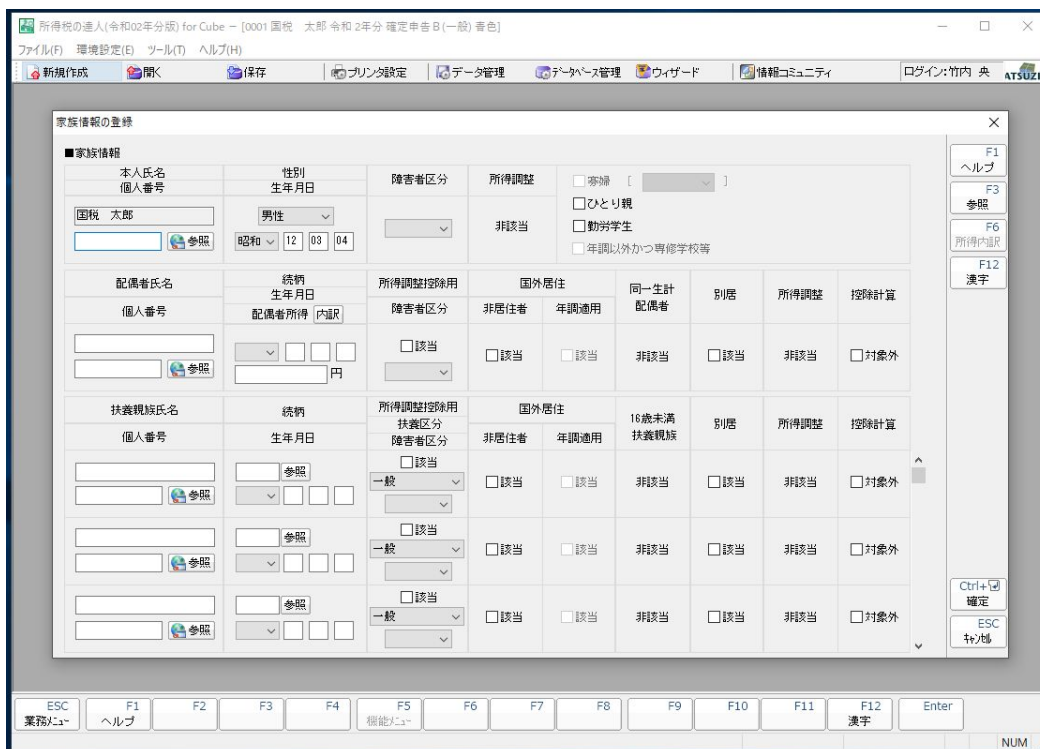 所得税の達人(令和02年分版) for Cube － [0001 国税　太郎 令和 2年分 確定申告Ｂ(一般) 青色]
ファイル(F)　環境設定(E)　ツール(T)　ヘルプ(H)
新規作成　開く　保存　プリンタ設定　データ管理　データベース管理　ウィザード　情報コミュニティ　ログイン:竹内 央
家族情報の登録
■家族情報
本人氏名　性別　障害者区分　所得調整　寡婦 [ ]
個人番号　生年月日
国税　太郎　男性　非該当　ひとり親
参照　昭和 12 03 04　勤労学生
年調以外かつ専修学校等
配偶者氏名　続柄　所得調整控除用　国外居住　同一生計　別居　所得調整　控除計算
生年月日　配偶者
個人番号　配偶者所得　内訳　障害者区分　非居住者　年調適用
該当　該当　該当　非該当　該当　非該当　対象外
参照　円
扶養親族氏名　続柄　所得調整控除用　国外居住　16歳未満　別居　所得調整　控除計算
扶養区分　扶養親族
個人番号　生年月日　障害者区分　非居住者　年調適用
参照　該当
参照　一般　該当　該当　非該当　該当　非該当　対象外
参照　該当
参照　一般　該当　該当　非該当　該当　非該当　対象外
参照　該当
参照　一般　該当　該当　非該当　該当　非該当　対象外
F1
ヘルプ
F3
参照
F6
所得内訳
F12
漢字
Ctrl+
確定
ESC
ｷｬﾝｾﾙ
ESC　F1　F2　F3　F4　F5　F6　F7　F8　F9　F10　F11　F12　Enter
業務ﾒﾆｭｰ　ヘルプ　機能ﾒﾆｭｰ　漢字
NUM